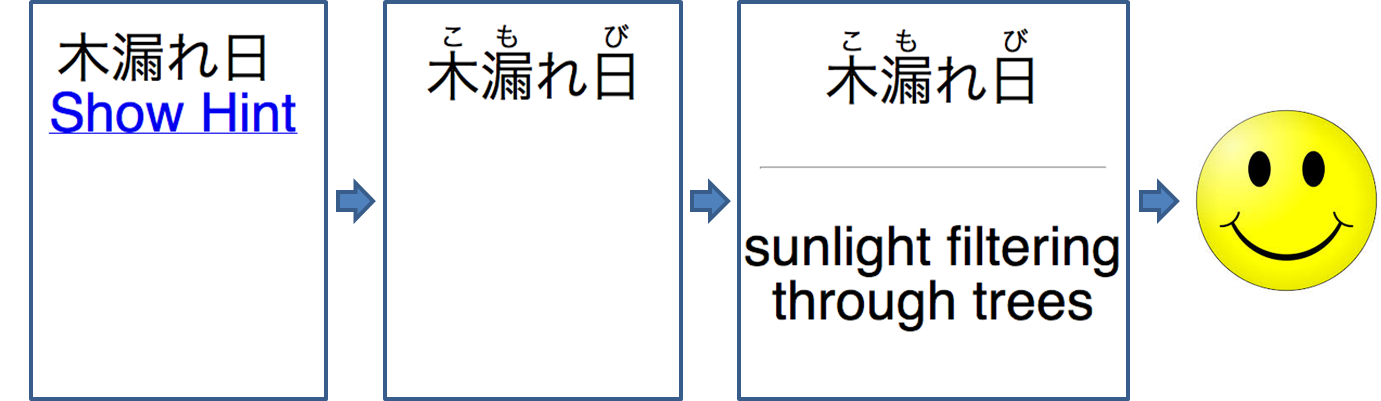 木漏れ日
Show Hint
こ も び
木漏れ日
こ も び
木漏れ日
sunlight filtering
through trees